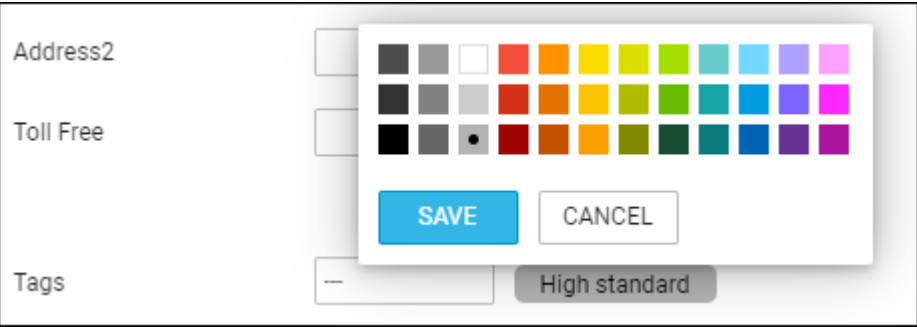 Address2
Toll Free
SAVE CANCEL
Tags --- High standard